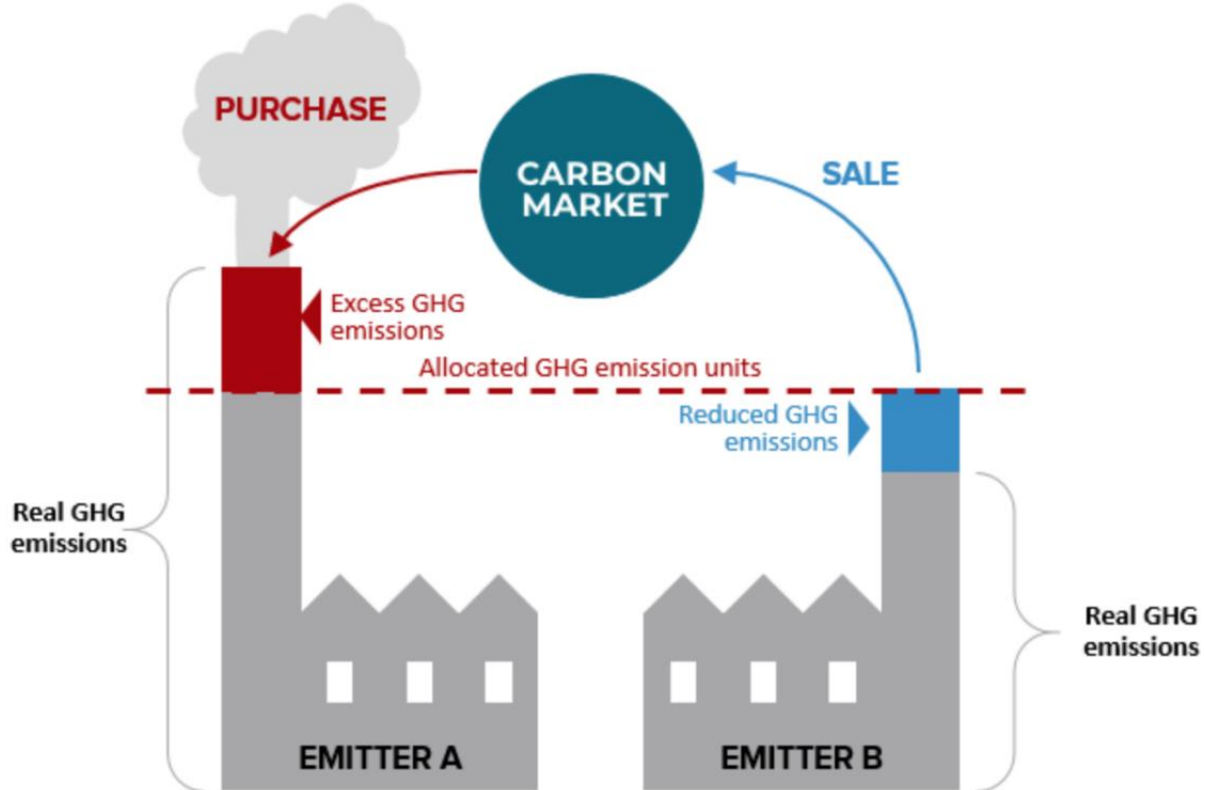 PURCHASE
CARBON
MARKET
SALE
Excess GHG
emissions
Allocated GHG emission units
Reduced GHG
emissions
Real GHG
emissions
Real GHG
emissions
EMITTER A
EMITTER B